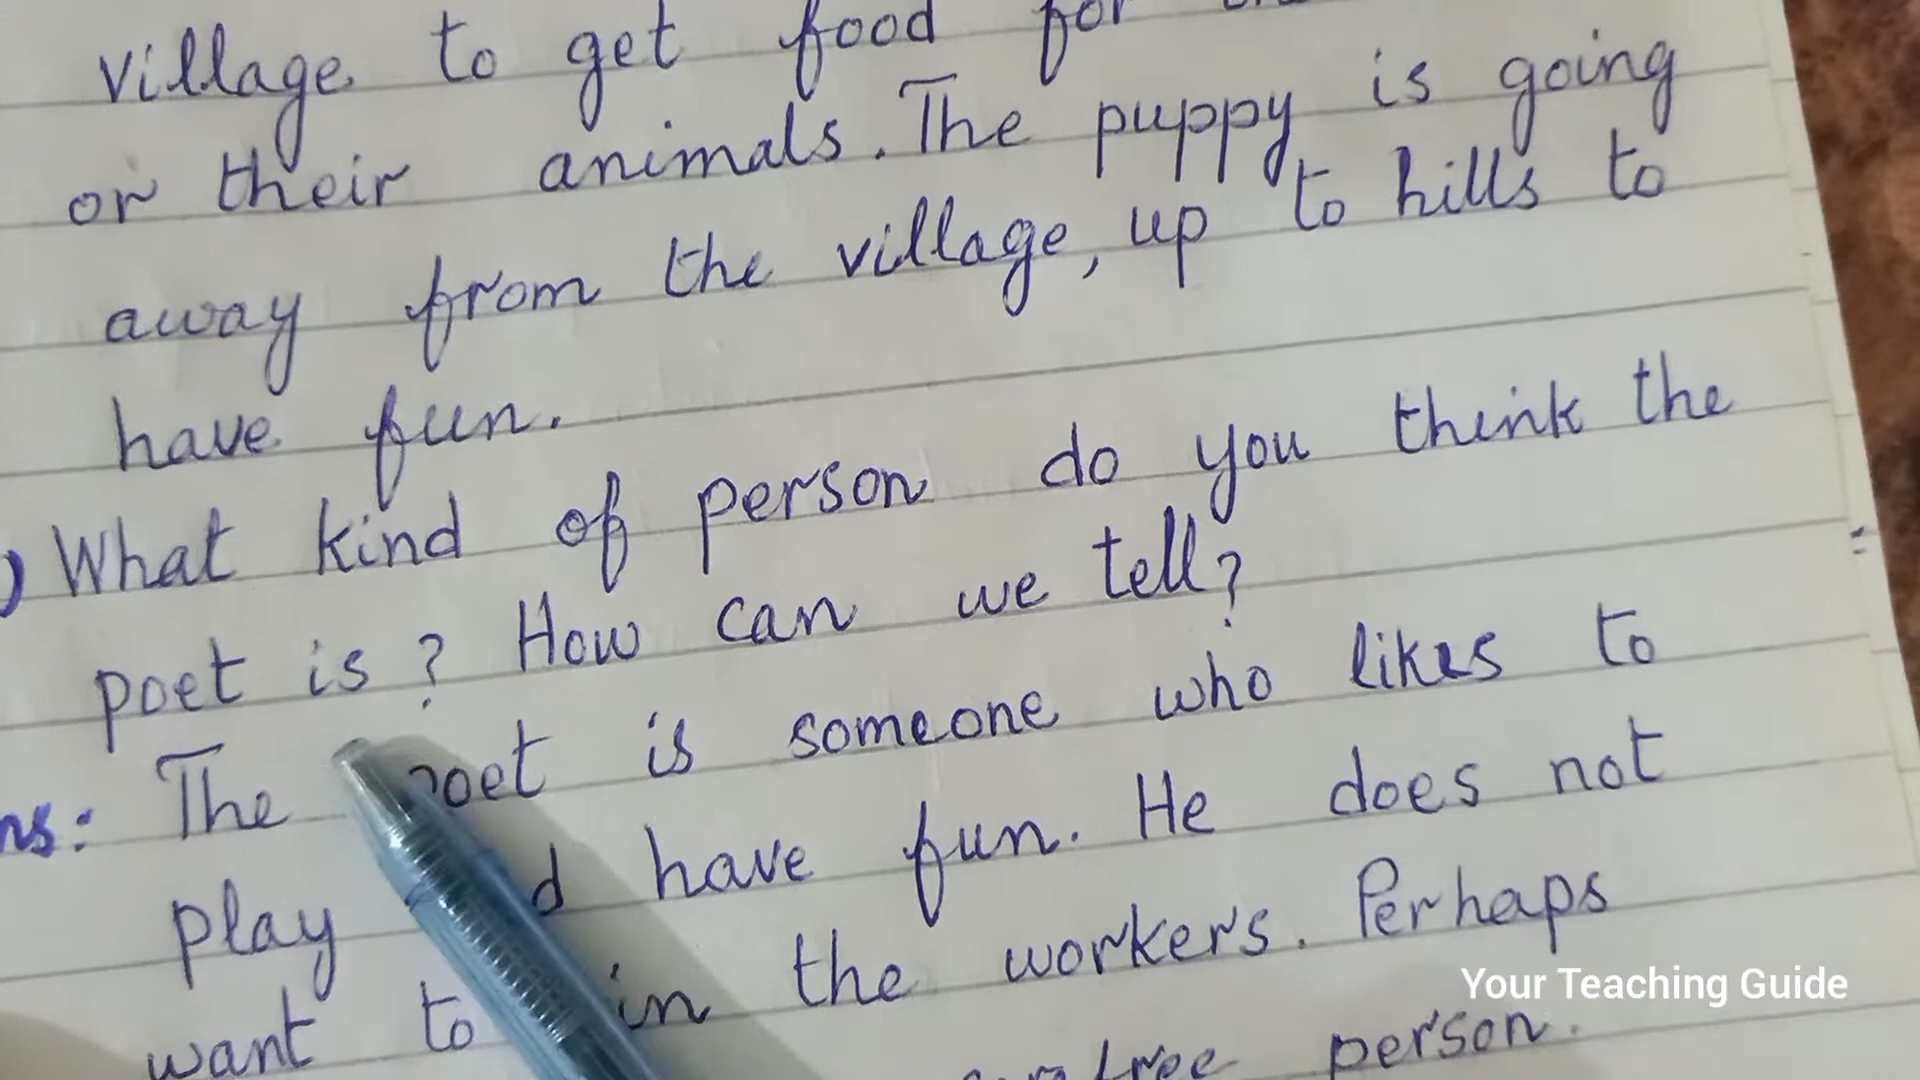 village to get food for
or their animals. The puppy is going
away from the village, up to hills to
have fun.
) What kind of person do you think the
poet is? How can we tell?
ns: The poet is someone who likes to
play d have fun. He does not
want to in the workers. Perhaps
person.
Your Teaching Guide